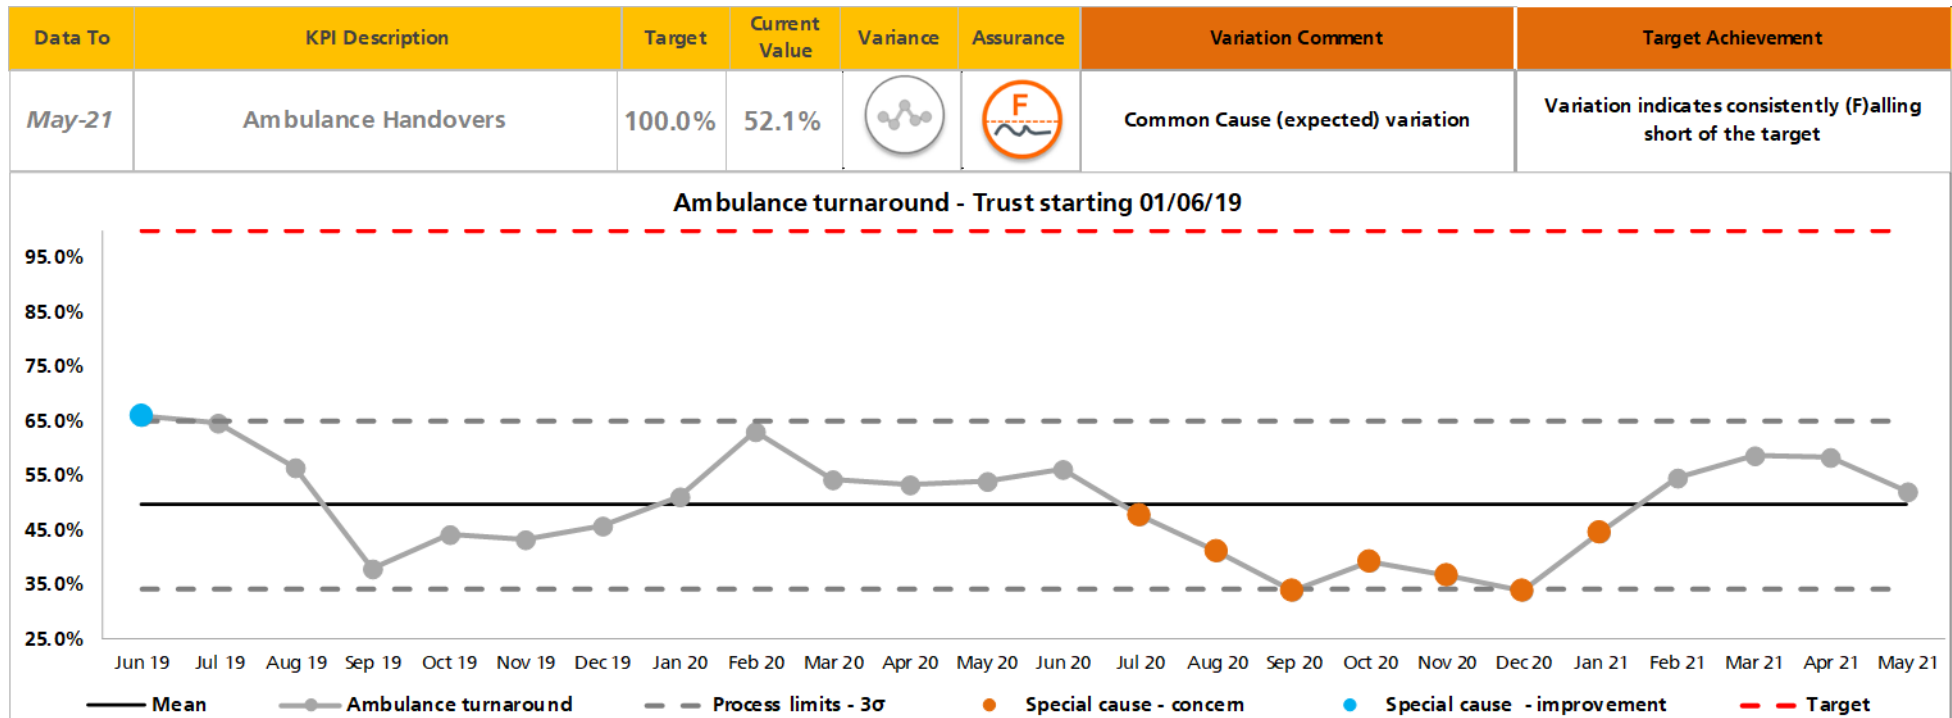 Data To
KPI Description
Target
Current
Value
Variance
Assurance
Variation Comment
Target Achievement
May-21
Ambulance Handovers
100.0%
52.1%
F
Common Cause (expected) variation
Variation indicates consistently (F)alling
short of the target
Ambulance turnaround - Trust starting 01/06/19
95.0%
85.0%
75.0%
65.0%
55.0%
45.0%
35.0%
25.0%
Jun 19 Jul 19 Aug 19 Sep 19 Oct 19 Nov 19 Dec 19 Jan 20 Feb 20 Mar 20 Apr 20 May 20 Jun 20 Jul 20 Aug 20 Sep 20 Oct 20 Nov 20 Dec 20 Jan 21 Feb 21 Mar 21 Apr 21 May 21
Mean Ambulance turnaround Process limits - 3σ Special cause - concern Special cause - improvement Target